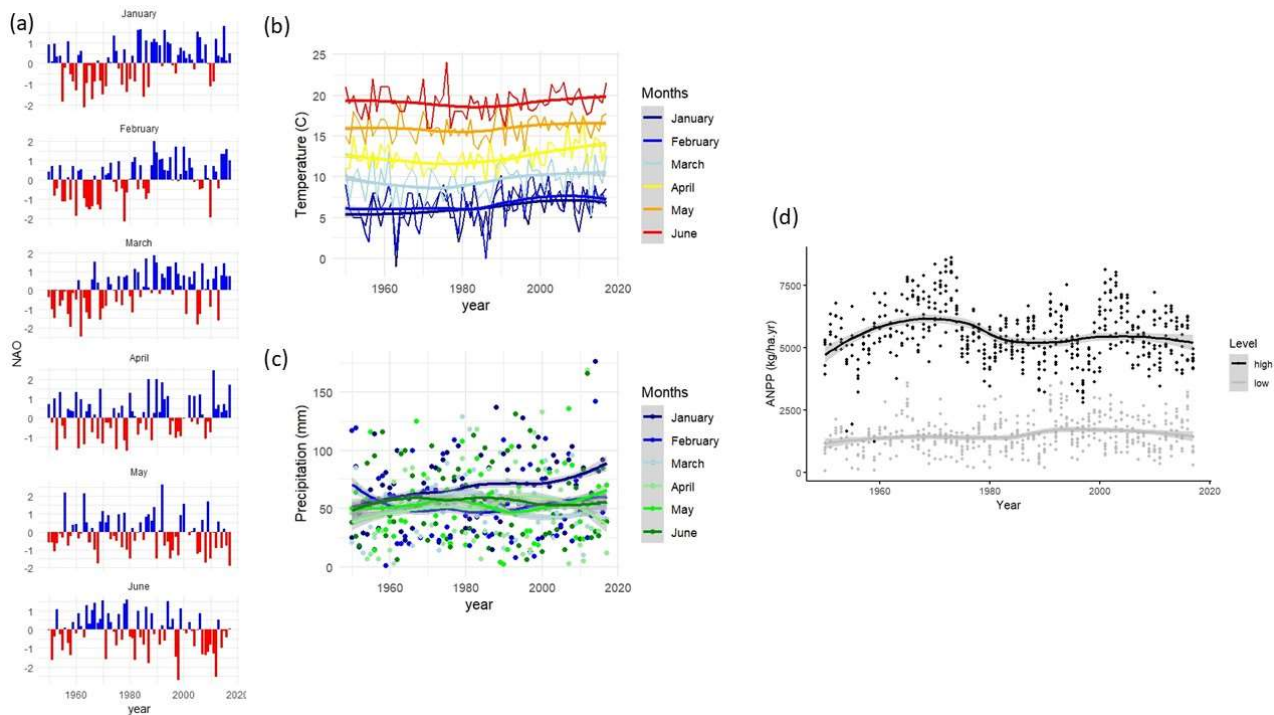 (a)
January
1
0
-1
-2
February
2
1
0
-1
-2
March
2
1
0
-1
-2
NAO
April
2
1
0
-1
May
2
1
0
-1
-2
June
1
0
-1
-2
1960
1980
2000
2020
year
(b)
25
20
15
10
5
0
Temperature (C)
1960
1980
2000
2020
year
Months
January
February
March
April
May
June
(c)
150
100
50
0
Precipitation (mm)
1960
1980
2000
2020
year
Months
January
February
March
April
May
June
(d)
7500
5000
2500
0
ANPP (kg/ha.yr)
1960
1980
2000
2020
Year
Level
high
low